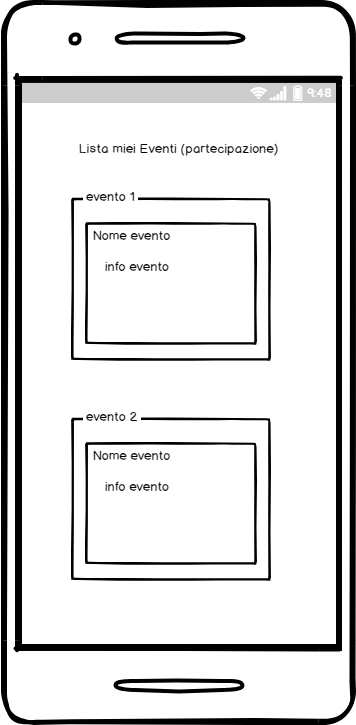 9:48
Lista miei Eventi (partecipazione)
evento 1
Nome evento
info evento
evento 2
Nome evento
info evento